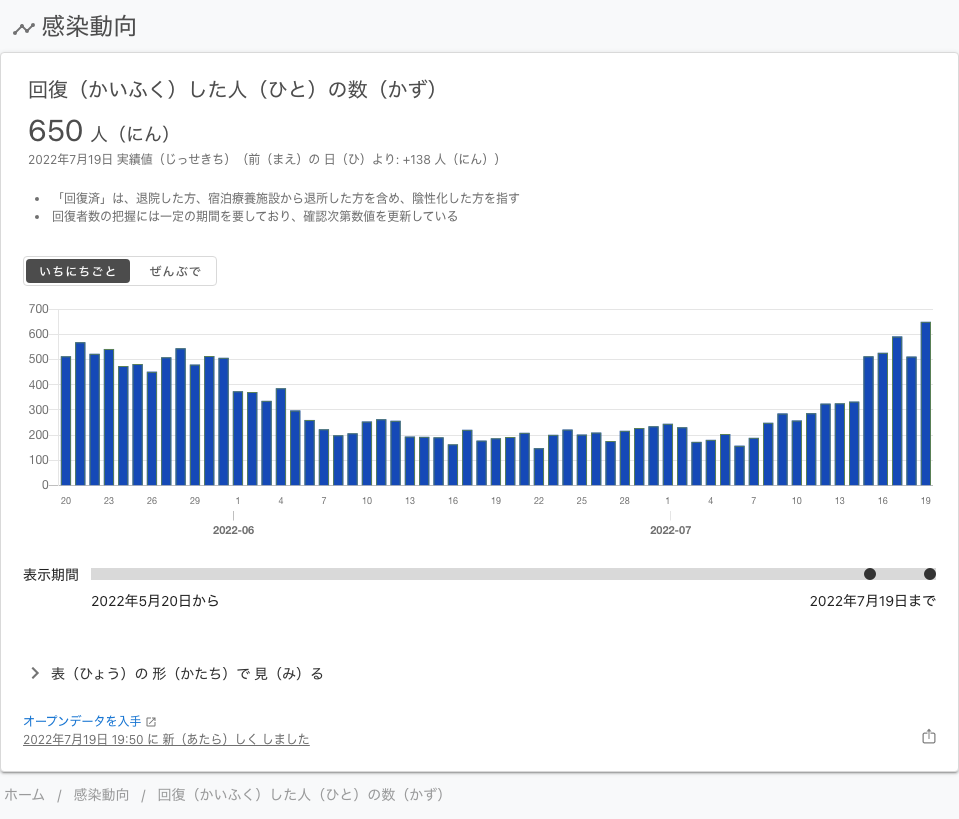 感染動向
回復（かいふく）した人（ひと）の数（かず）
650 人（にん）
2022年7月19日 実績値（じっせきち）（前（まえ）の 日（ひ）より: +138 人（にん））
「回復済」は、退院した方、宿泊療養施設から退所した方を含め、陰性化した方を指す
回復者数の把握には一定の期間を要しており、確認次第数値を更新している
いちにちごと ぜんぶで
700
600
500
400
300
200
100
0
20 23 26 29 1 4 7 10 13 16 19 22 25 28 1 4 7 10 13 16 19
2022-06 2022-07
表示期間
2022年5月20日から 2022年7月19日まで
表（ひょう）の 形（かたち）で 見（み）る
オープンデータを入手
2022年7月19日 19:50 に 新（あたら）しく しました
ホーム / 感染動向 / 回復（かいふく）した人（ひと）の数（かず）